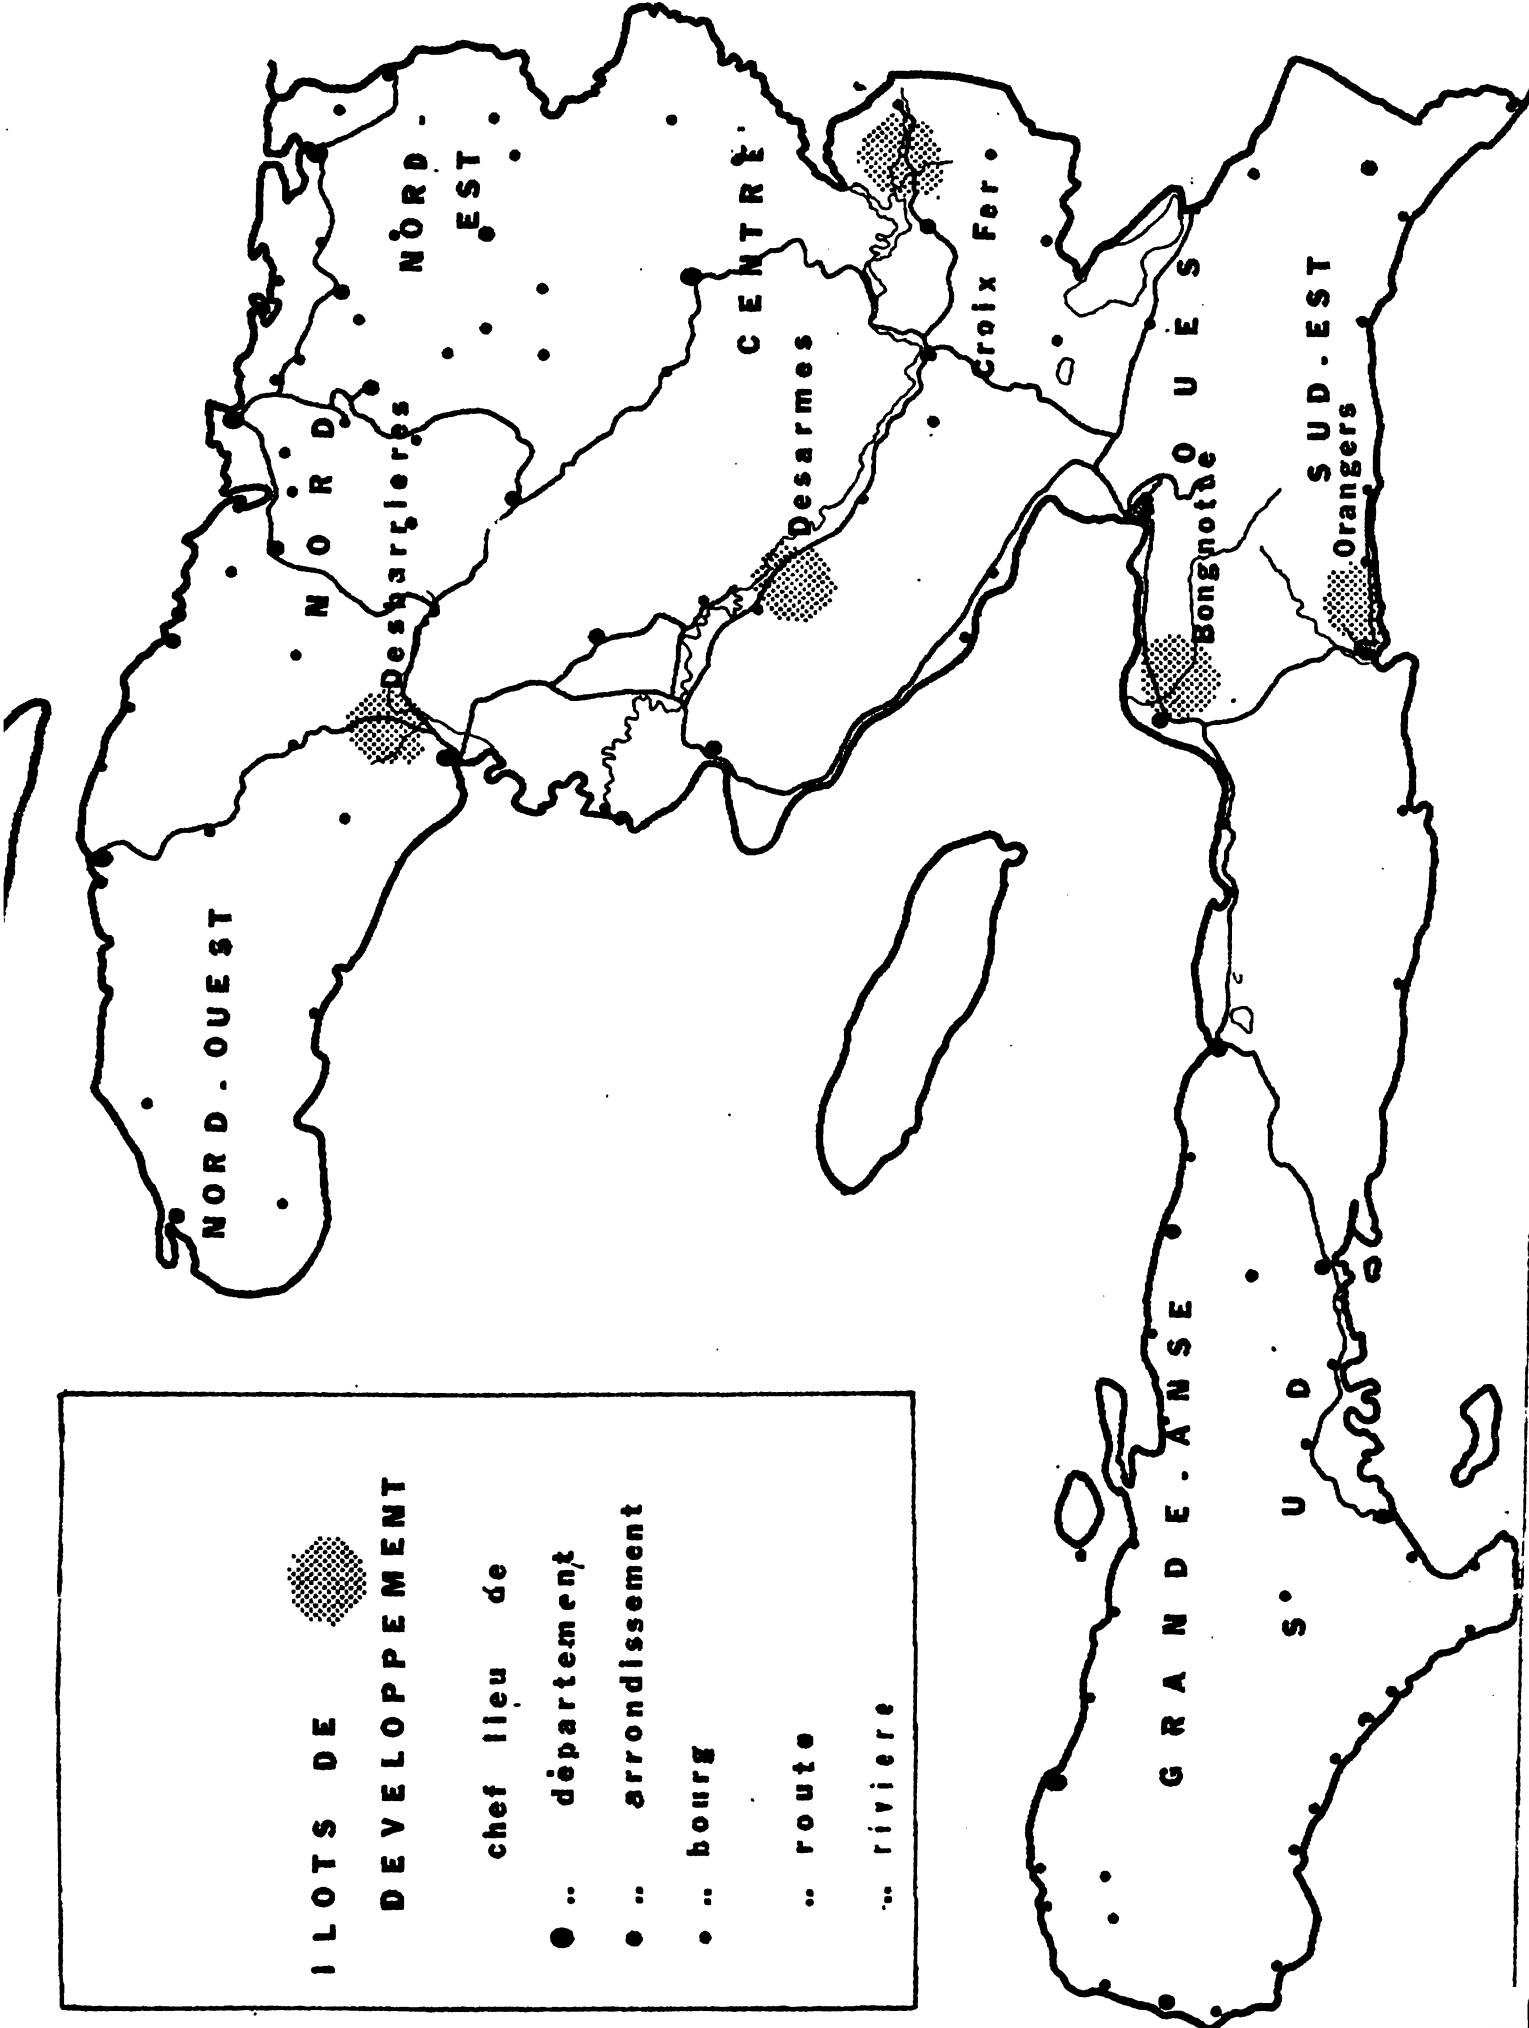 ILOTS DE
DEVELOPPEMENT
chef lieu de
" département
" arrondissement
" bourg
" route
" riviere
NORD.OUEST
NORD
NORD-
EST
Desbarrieres
CENTRE
Desarmes
Croix Fer
OUEST
Bongnotte
SUD.EST
Orangers
GRANDE.ANSE
SUD